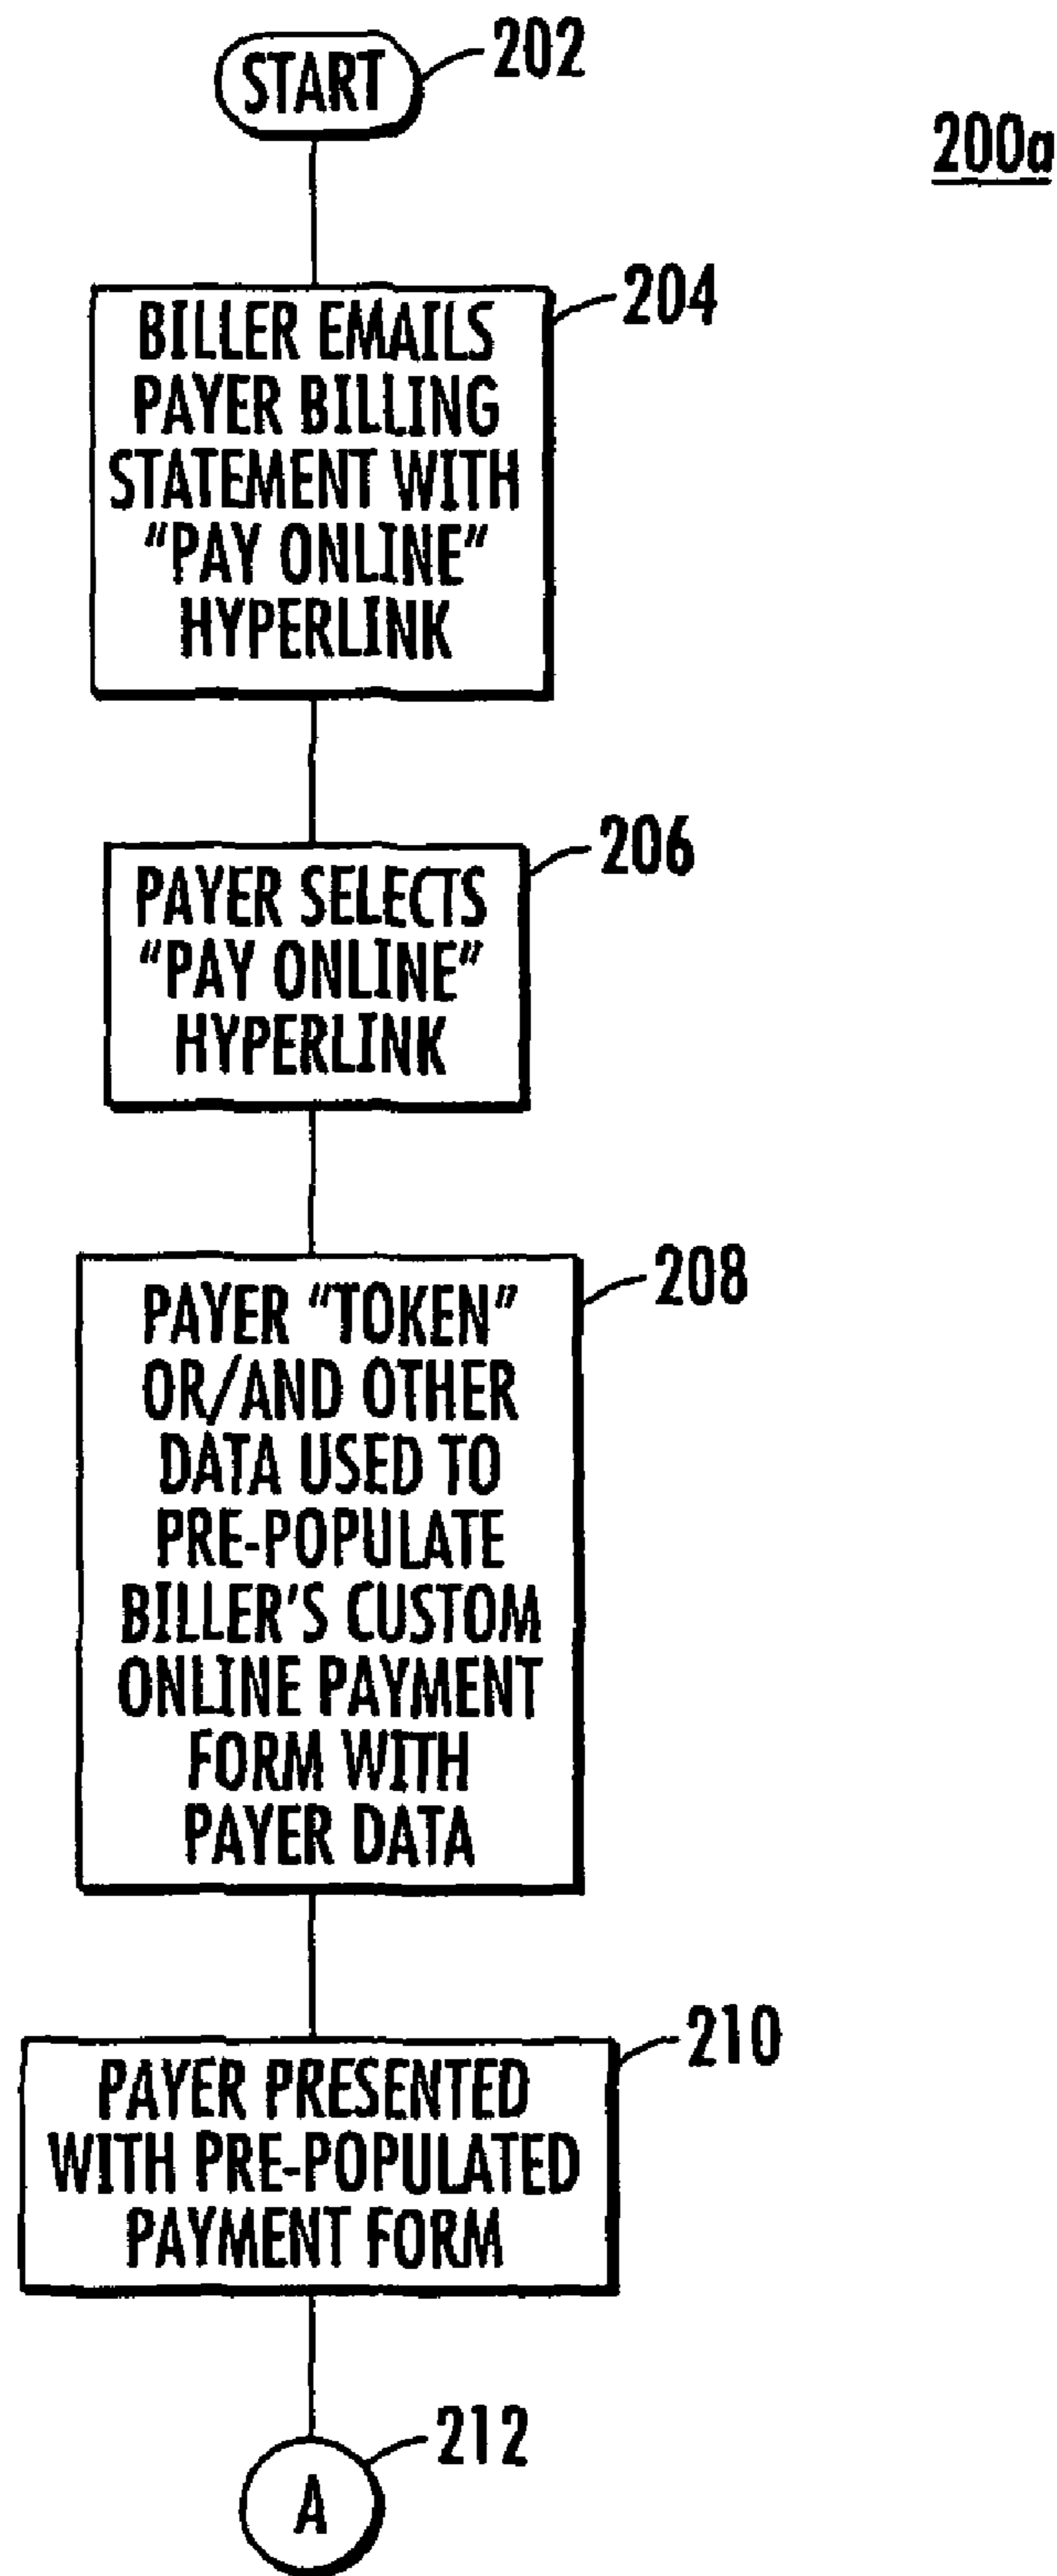 START
202
200a
204
BILLER EMAILS
PAYER BILLING
STATEMENT WITH
“PAY ONLINE”
HYPERLINK
206
PAYER SELECTS
“PAY ONLINE”
HYPERLINK
208
PAYER “TOKEN”
OR/AND OTHER
DATA USED TO
PRE-POPULATE
BILLER’S CUSTOM
ONLINE PAYMENT
FORM WITH
PAYER DATA
210
PAYER PRESENTED
WITH PRE-POPULATED
PAYMENT FORM
212
A